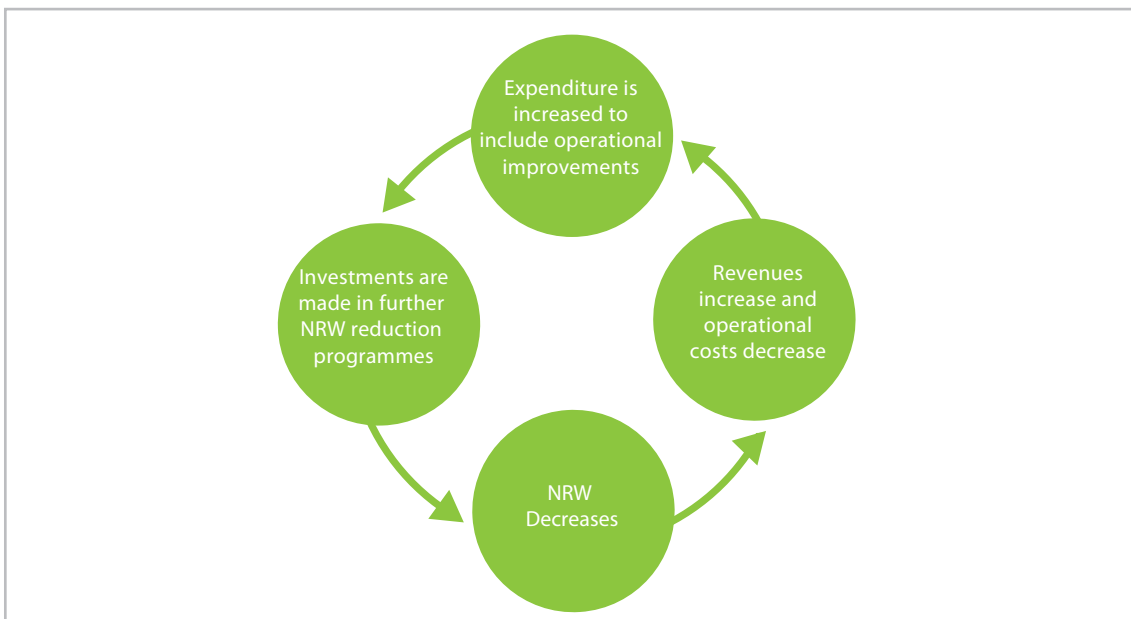 Expenditure is
increased to
include operational
improvements
Investments are
made in further
NRW reduction
programmes
Revenues
increase and
operational
costs decrease
NRW
Decreases